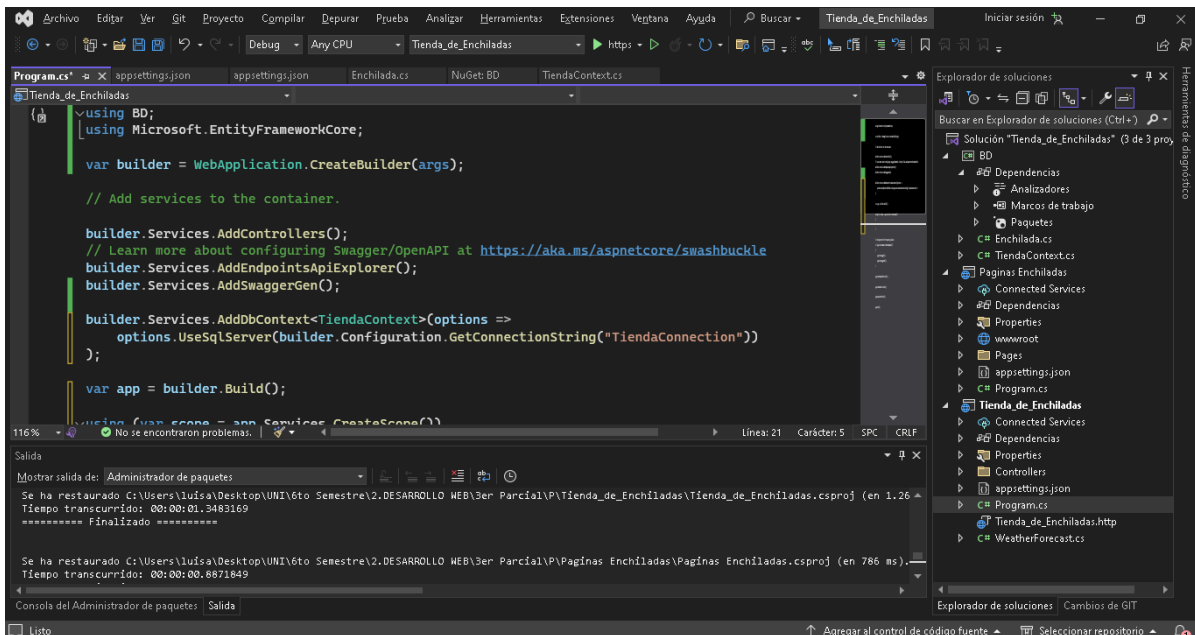 Archivo Editar Ver Git Proyecto Compilar Depurar Prueba Analizar Herramientas Extensiones Ventana Ayuda Buscar Tienda_de_Enchiladas Iniciar sesión
Debug Any CPU Tienda_de_Enchiladas https
Program.cs* appsettings.json appsettings.json Enchilada.cs NuGet: BD TiendaContext.cs
Tienda_de_Enchiladas
using BD;
using Microsoft.EntityFrameworkCore;
var builder = WebApplication.CreateBuilder(args);
// Add services to the container.
builder.Services.AddControllers();
// Learn more about configuring Swagger/OpenAPI at https://aka.ms/aspnetcore/swashbuckle
builder.Services.AddEndpointsApiExplorer();
builder.Services.AddSwaggerGen();
builder.Services.AddDbContext<TiendaContext>(options =>
options.UseSqlServer(builder.Configuration.GetConnectionString("TiendaConnection"))
);
var app = builder.Build();
using (var scope = app.Services.CreateScope())
116% No se encontraron problemas. Línea: 21 Carácter: 5 SPC CRLF
Salida
Mostrar salida de: Administrador de paquetes
Se ha restaurado C:\Users\luisa\Desktop\UNI\6to Semestre\2.DESARROLLO WEB\3er Parcial\P\Tienda_de_Enchiladas\Tienda_de_Enchiladas.csproj (en 1.26
Tiempo transcurrido: 00:00:01.3483169
========== Finalizado ==========
Se ha restaurado C:\Users\luisa\Desktop\UNI\6to Semestre\2.DESARROLLO WEB\3er Parcial\P\Paginas Enchiladas\Paginas Enchiladas.csproj (en 786 ms).
Tiempo transcurrido: 00:00:00.8871849
Consola del Administrador de paquetes Salida
Explorador de soluciones
Buscar en Explorador de soluciones (Ctrl+')
Solución "Tienda_de_Enchiladas" (3 de 3 proy
C# BD
Dependencias
Analizadores
Marcos de trabajo
Paquetes
C# Enchilada.cs
C# TiendaContext.cs
Paginas Enchiladas
Connected Services
Dependencias
Properties
wwwroot
Pages
appsettings.json
C# Program.cs
Tienda_de_Enchiladas
Connected Services
Dependencias
Properties
Controllers
appsettings.json
C# Program.cs
Tienda_de_Enchiladas.http
C# WeatherForecast.cs
Explorador de soluciones Cambios de GIT
Herramientas de diagnóstico
Listo Agregar al control de código fuente Seleccionar repositorio